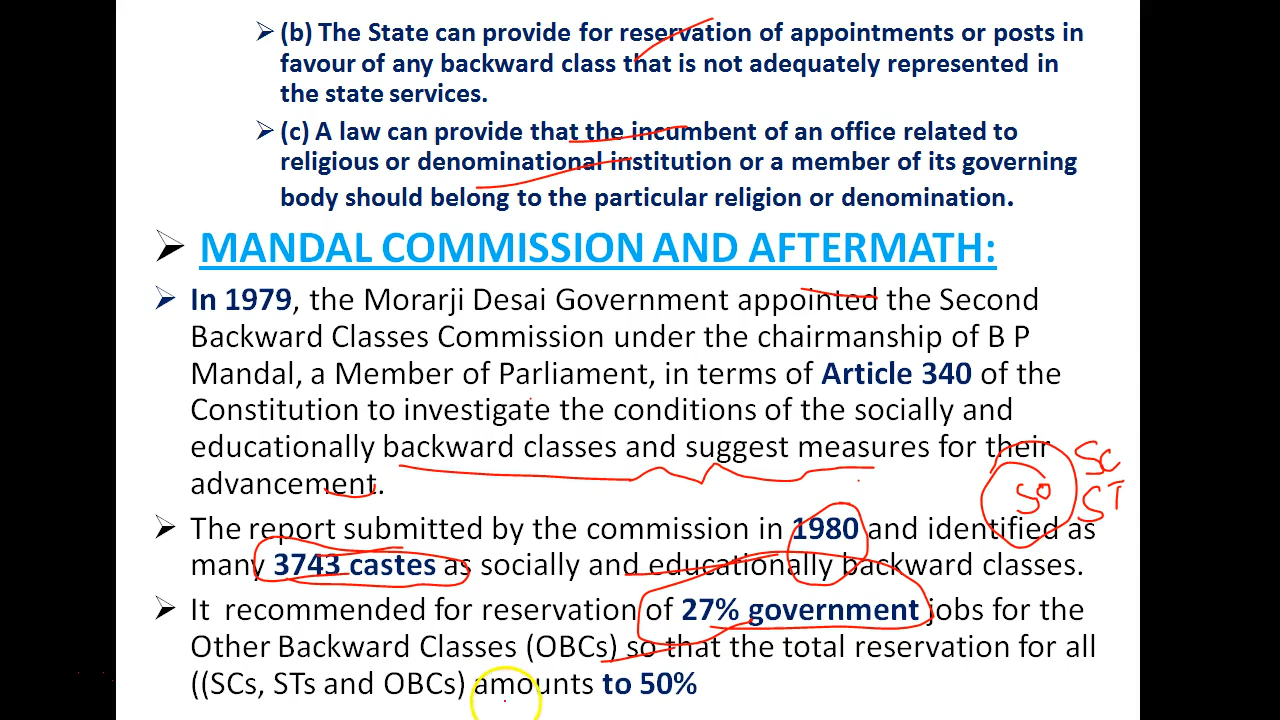 ➢ (b) The State can provide for reservation of appointments or posts in
favour of any backward class that is not adequately represented in
the state services.
➢ (c) A law can provide that the incumbent of an office related to
religious or denominational institution or a member of its governing
body should belong to the particular religion or denomination.
➢ MANDAL COMMISSION AND AFTERMATH:
➢ In 1979, the Morarji Desai Government appointed the Second
Backward Classes Commission under the chairmanship of B P
Mandal, a Member of Parliament, in terms of Article 340 of the
Constitution to investigate the conditions of the socially and
educationally backward classes and suggest measures for their
advancement.
SC
ST
50
➢ The report submitted by the commission in 1980 and identified as
many 3743 castes as socially and educationally backward classes.
➢ It recommended for reservation of 27% government jobs for the
Other Backward Classes (OBCs) so that the total reservation for all
((SCs, STs and OBCs) amounts to 50%